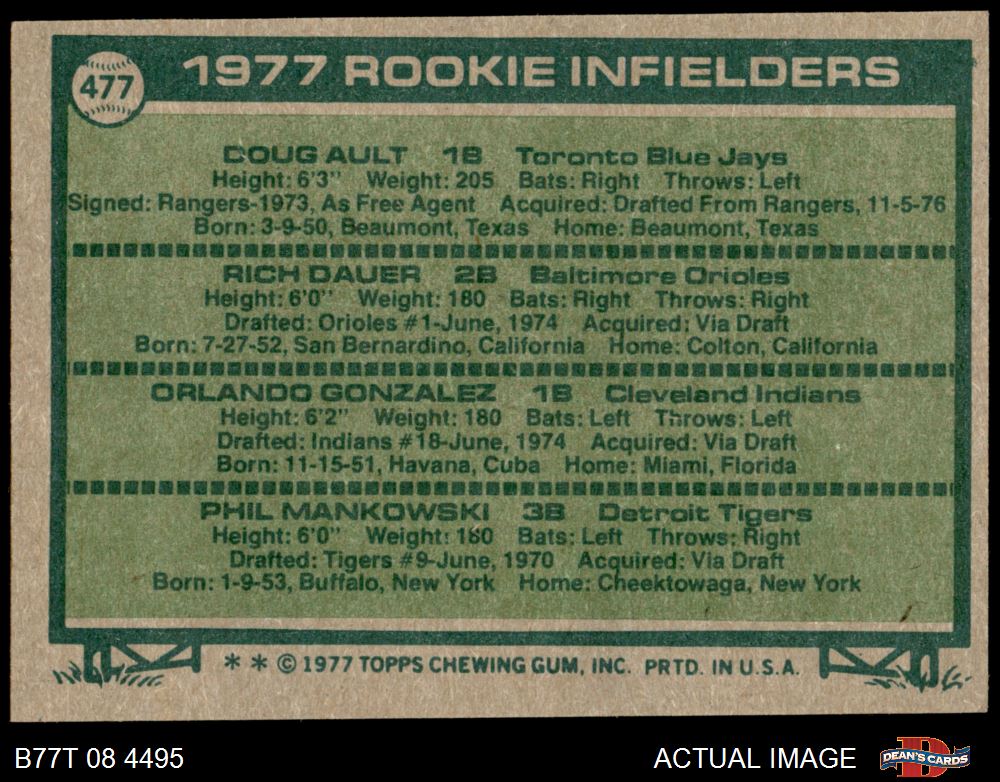 477
1977 ROOKIE INFIELDERS
DOUG AULT 1B Toronto Blue Jays
Height: 6'3" Weight: 205 Bats: Right Throws: Left
Signed: Rangers-1973, As Free Agent Acquired: Drafted From Rangers, 11-5-76
Born: 3-9-50, Beaumont, Texas Home: Beaumont, Texas
RICH DAUER 2B Baltimore Orioles
Height: 6'0" Weight: 180 Bats: Right Throws: Right
Drafted: Orioles #1-June, 1974 Acquired: Via Draft
Born: 7-27-52, San Bernardino, California Home: Colton, California
ORLANDO GONZALEZ 1B Cleveland Indians
Height: 6'2" Weight: 180 Bats: Left Throws: Left
Drafted: Indians #18-June, 1974 Acquired: Via Draft
Born: 11-15-51, Havana, Cuba Home: Miami, Florida
PHIL MANKOWSKI 3B Detroit Tigers
Height: 6'0" Weight: 180 Bats: Left Throws: Right
Drafted: Tigers #9-June, 1970 Acquired: Via Draft
Born: 1-9-53, Buffalo, New York Home: Cheektowaga, New York
* * © 1977 TOPPS CHEWING GUM, INC. PRTD. IN U.S.A.
B77T 08 4495 ACTUAL IMAGE DEAN'S CARDS